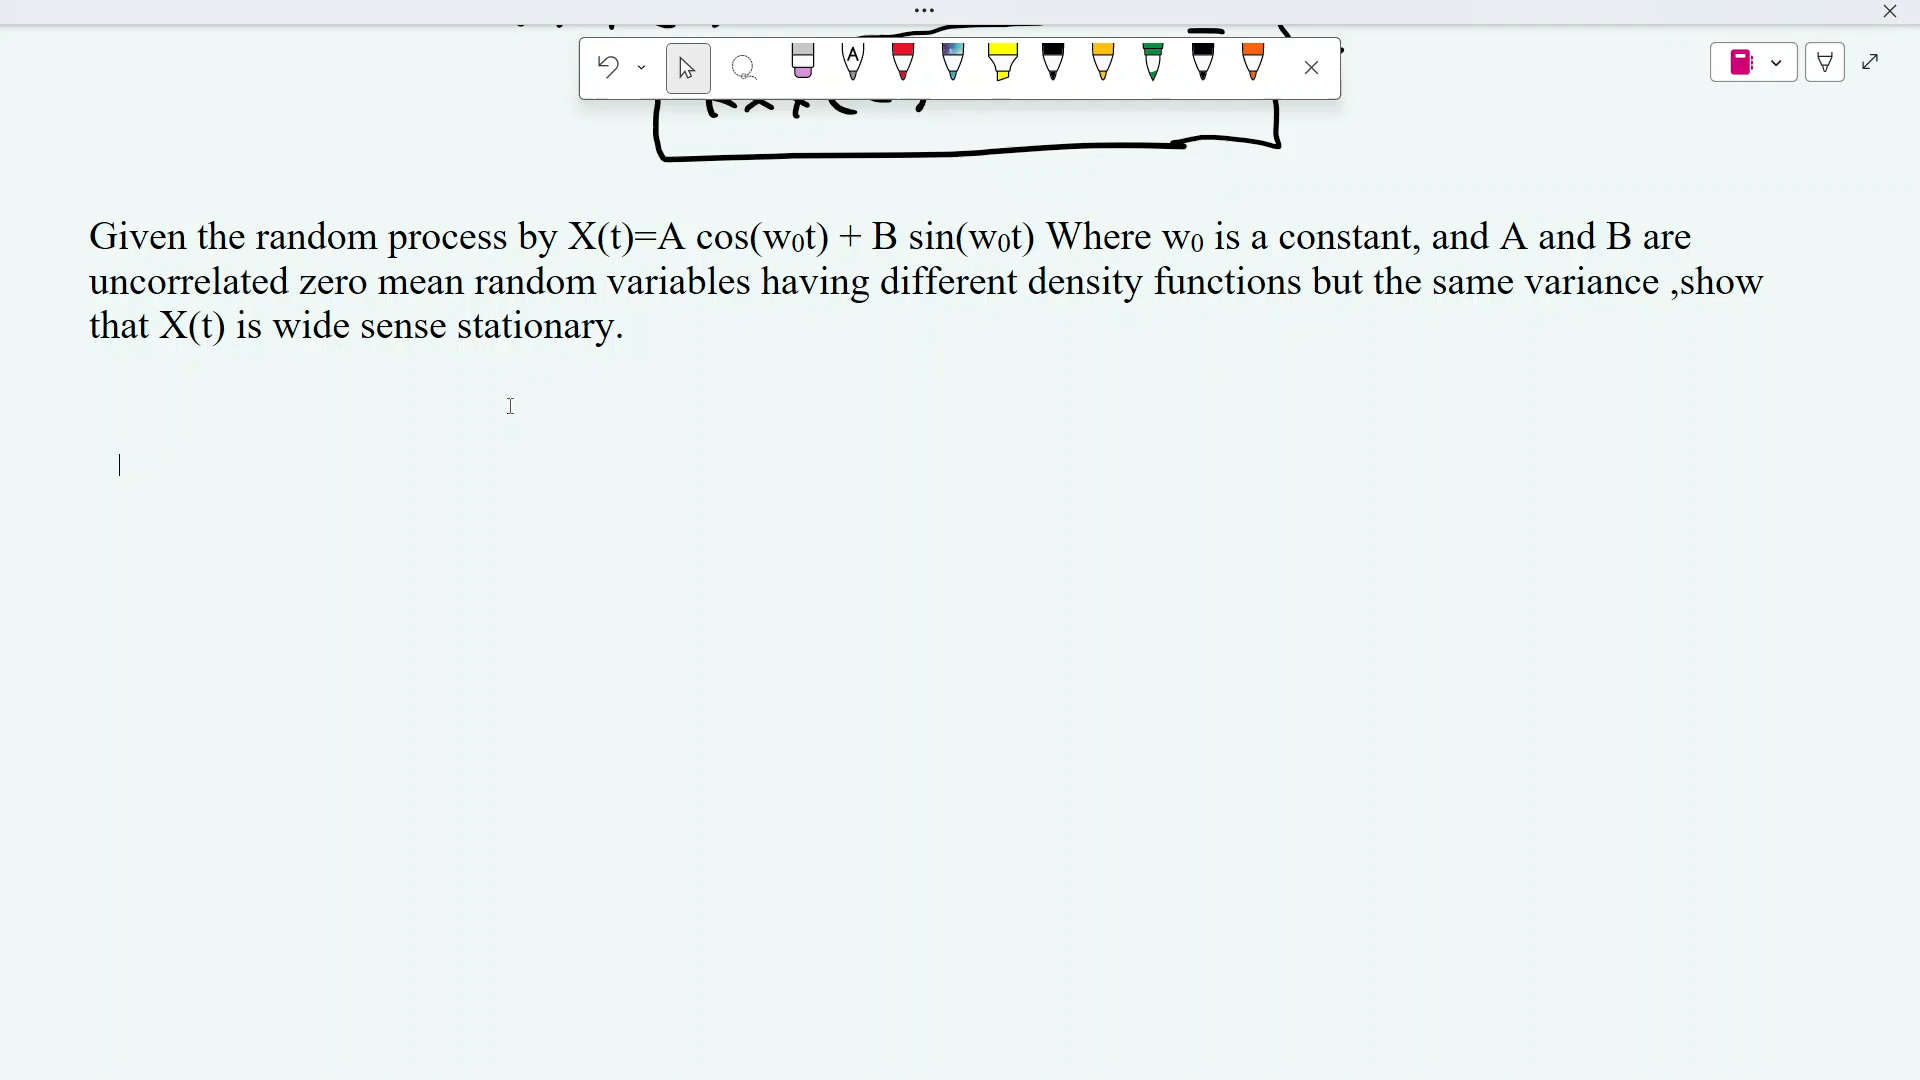 Given the random process by X(t)=A cos(w₀t) + B sin(w₀t) Where w₀ is a constant, and A and B are
uncorrelated zero mean random variables having different density functions but the same variance ,show
that X(t) is wide sense stationary.